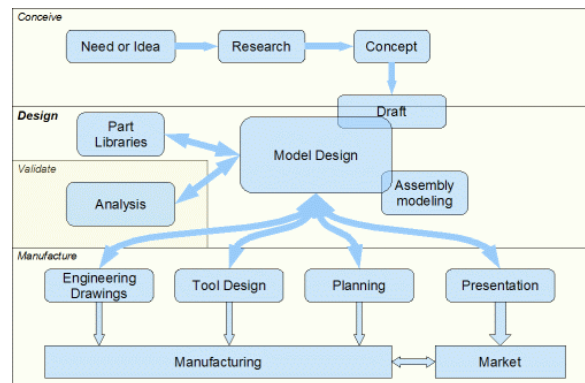 Conceive
Need or Idea
Research
Concept
Draft
Design
Part
Libraries
Model Design
Validate
Analysis
Assembly
modeling
Manufacture
Engineering
Drawings
Tool Design
Planning
Presentation
Manufacturing
Market